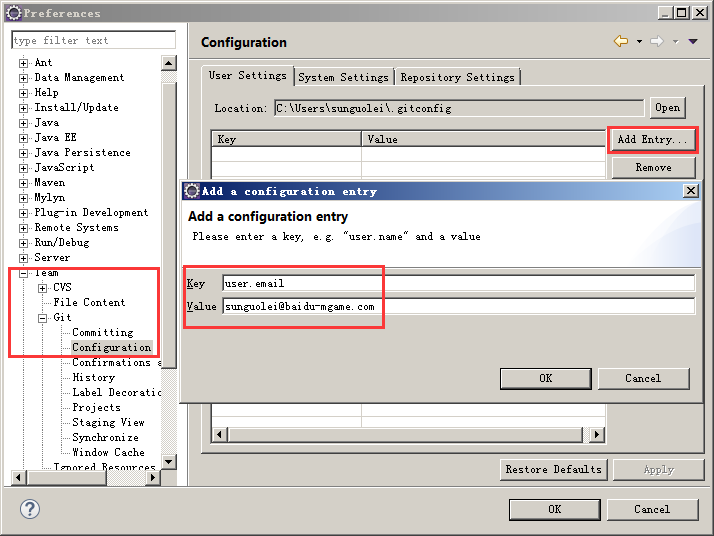 Preferences
type filter text
Ant
Data Management
Help
Install/Update
Java
Java EE
Java Persistence
JavaScript
Maven
Mylyn
Plug-in Development
Remote Systems
Run/Debug
Server
Team
CVS
File Content
Git
Committing
Configuration
Confirmations a
History
Label Decoratio
Projects
Staging View
Synchronize
Window Cache
Ignored Resources
Configuration
User Settings System Settings Repository Settings
Location: C:\Users\sunguolei\.gitconfig Open
Key Value Add Entry...
Remove
Add a configuration entry
Add a configuration entry
Please enter a key, e.g. "user.name" and a value
Key user.email
Value sunguolei@baidu-mgame.com
OK Cancel
Restore Defaults Apply
? OK Cancel